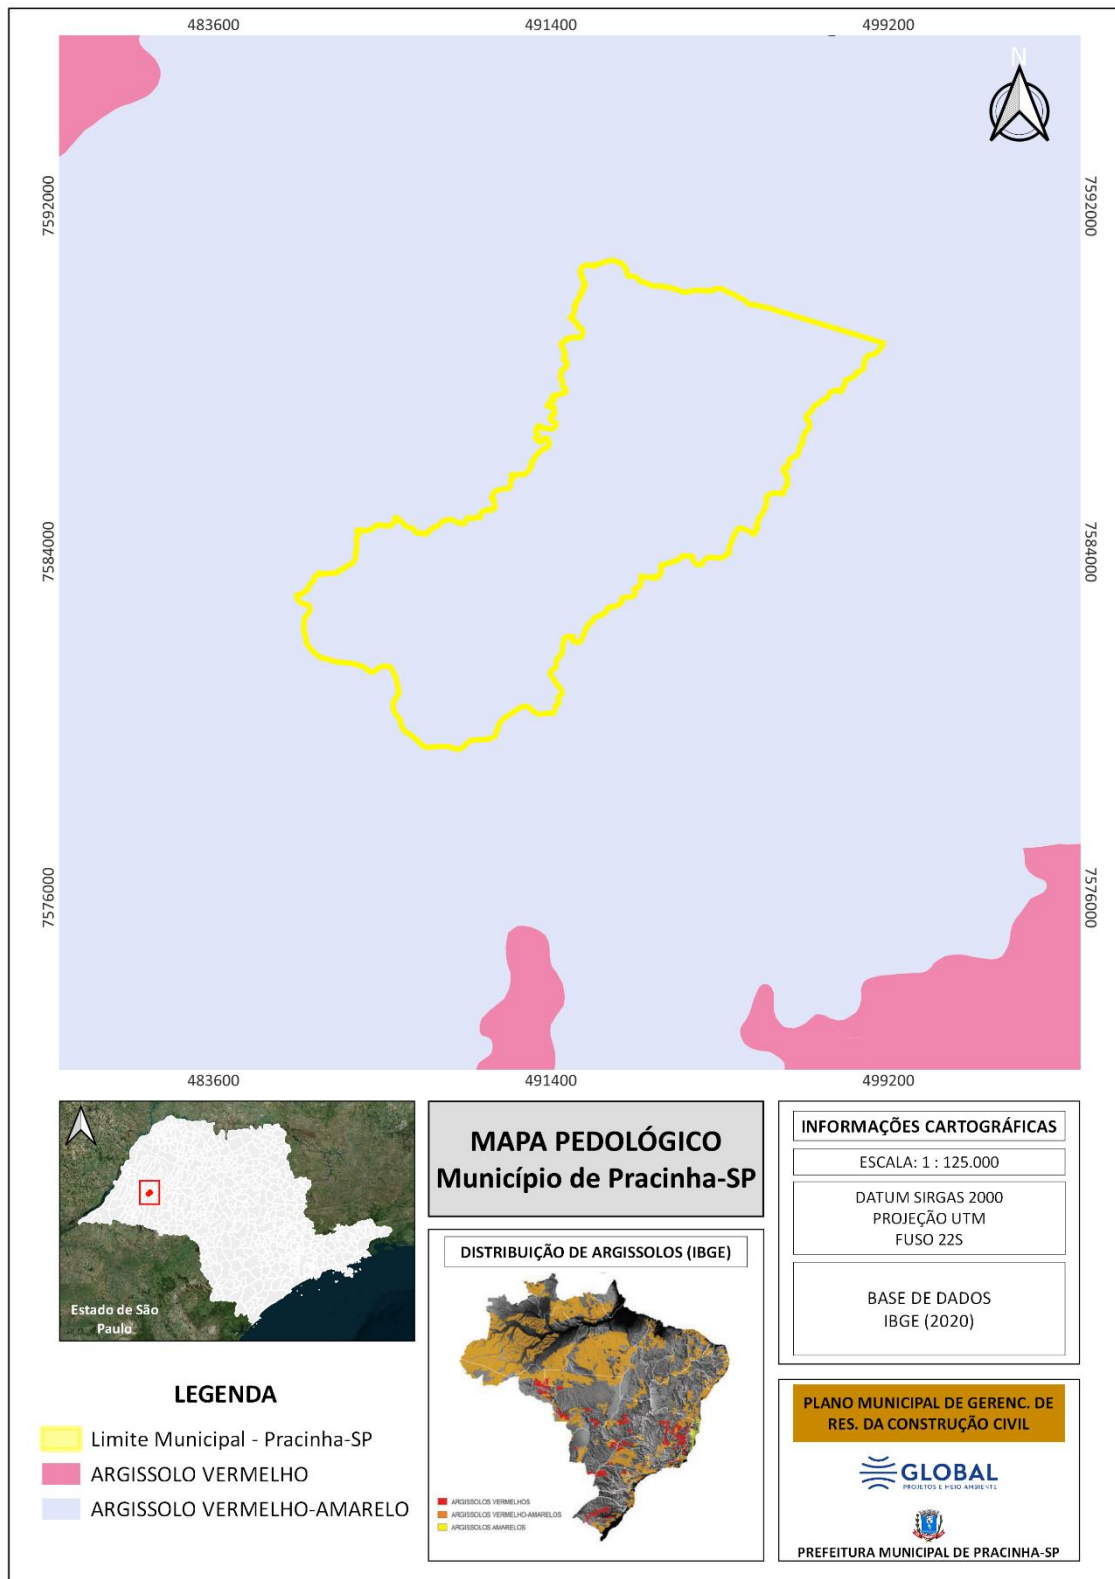 483600
491400
499200
N
7592000
7592000
7584000
7584000
7576000
7576000
483600
491400
499200
Estado de São
Paulo
MAPA PEDOLÓGICO
Município de Pracinha-SP
INFORMAÇÕES CARTOGRÁFICAS
ESCALA: 1 : 125.000
DATUM SIRGAS 2000
PROJEÇÃO UTM
FUSO 22S
BASE DE DADOS
IBGE (2020)
DISTRIBUIÇÃO DE ARGISSOLOS (IBGE)
ARGISSOLOS VERMELHOS
ARGISSOLOS VERMELHO-AMARELOS
ARGISSOLOS AMARELOS
LEGENDA
Limite Municipal - Pracinha-SP
ARGISSOLO VERMELHO
ARGISSOLO VERMELHO-AMARELO
PLANO MUNICIPAL DE GERENC. DE
RES. DA CONSTRUÇÃO CIVIL
GLOBAL
PROJETOS E MEIO AMBIENTE
PREFEITURA MUNICIPAL DE PRACINHA-SP